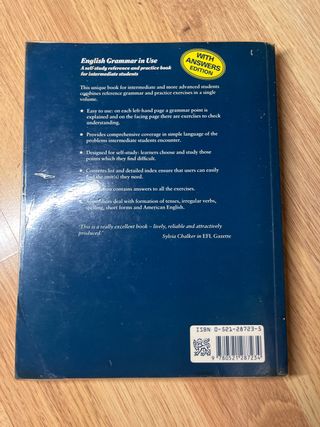 English Grammar in Use
A self-study reference and practice book
for intermediate students
WITH
ANSWERS
EDITION
This unique book for intermediate and more advanced students
combines reference grammar and practice exercises in a single
volume.
Easy to use: on each left-hand page a grammar point is
explained and on the facing page there are exercises to check
understanding.
Provides comprehensive coverage in simple language of the
problems intermediate students encounter.
Designed for self-study: learners choose and study those
points which they find difficult.
Contents list and detailed index ensure that users can easily
find the unit(s) they need.
contains answers to all the exercises.
deal with formation of tenses, irregular verbs,
spelling, short forms and American English.
'This is a really excellent book – lively, reliable and attractively
produced.'
Sylvia Chalker in EFL Gazette
ISBN 0-521-28723-5
9 780521 287234